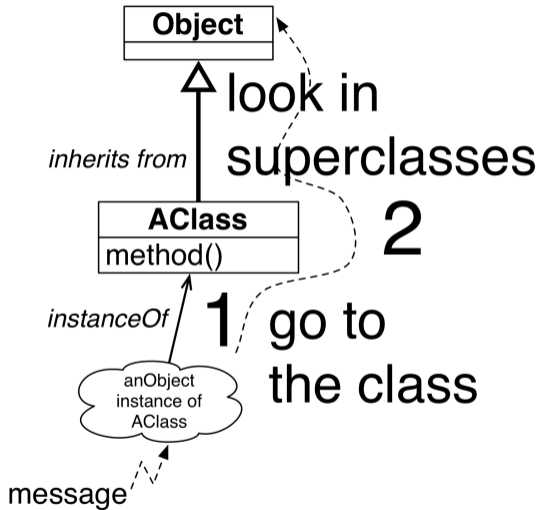 Object
look in
superclasses
inherits from
2
AClass
method()
instanceOf
1
go to
the class
anObject
instance of
AClass
message